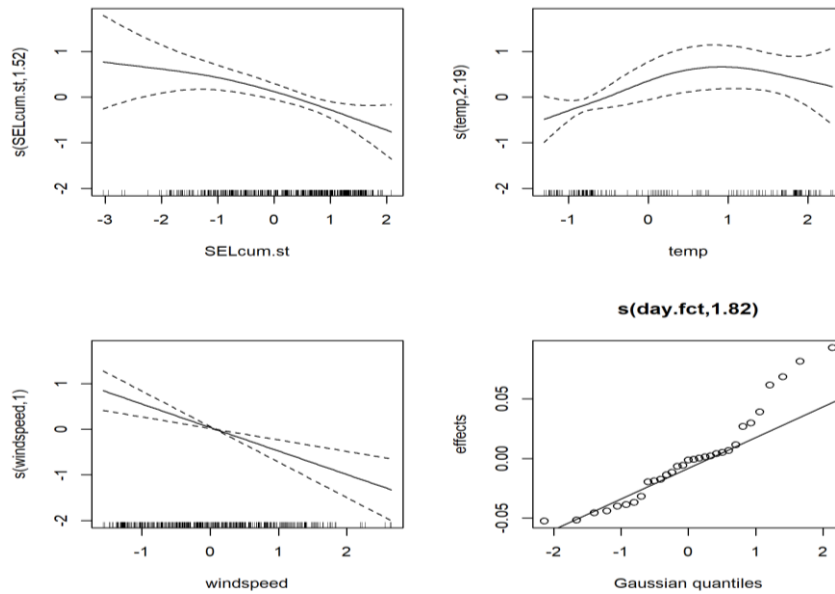 s(SELcum.st,1.52)
1
0
-1
-2
-3 -2 -1 0 1 2
SELcum.st
s(temp,2.19)
1
0
-1
-2
-1 0 1 2
temp
s(windspeed,1)
1
0
-1
-2
-1 0 1 2
windspeed
s(day.fct,1.82)
effects
0.05
0.00
-0.05
-2 -1 0 1 2
Gaussian quantiles